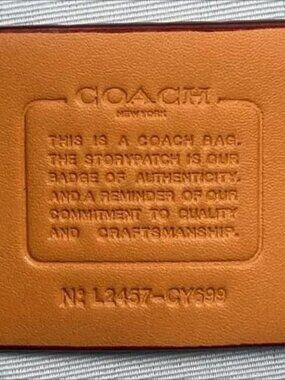 COACH
NEW YORK
THIS IS A COACH BAG.
THE STORYPATCH IS OUR
BADGE OF AUTHENTICITY,
AND A REMINDER OF OUR
COMMITMENT TO QUALITY
AND CRAFTSMANSHIP.
Nº L2457-CY699